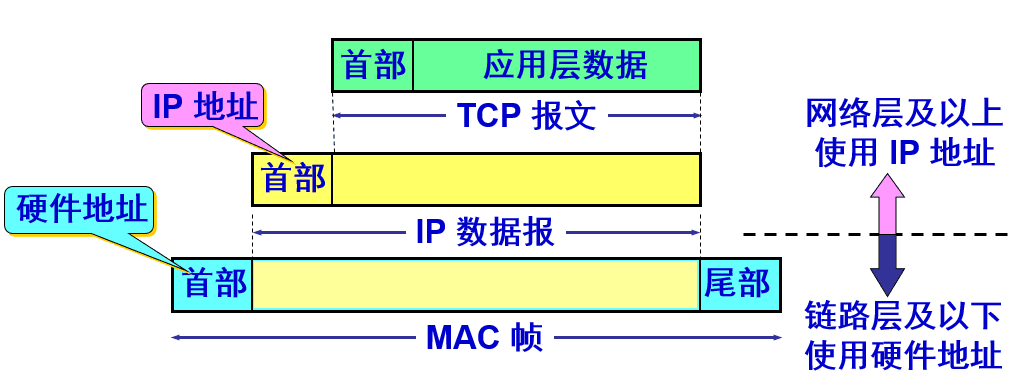 首部 应用层数据
IP 地址
TCP 报文
网络层及以上
使用 IP 地址
首部
硬件地址
IP 数据报
首部 尾部
MAC 帧
链路层及以下
使用硬件地址